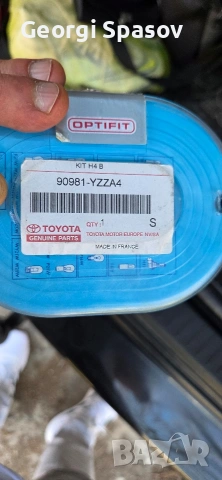 Georgi Spasov
OPTIFIT
KIT H4 B
90981-YZZA4
TOYOTA
GENUINE PARTS
QTY: 1 S
TOYOTA MOTOR EUROPE NV/SA
MADE IN FRANCE
BAZAR
bg